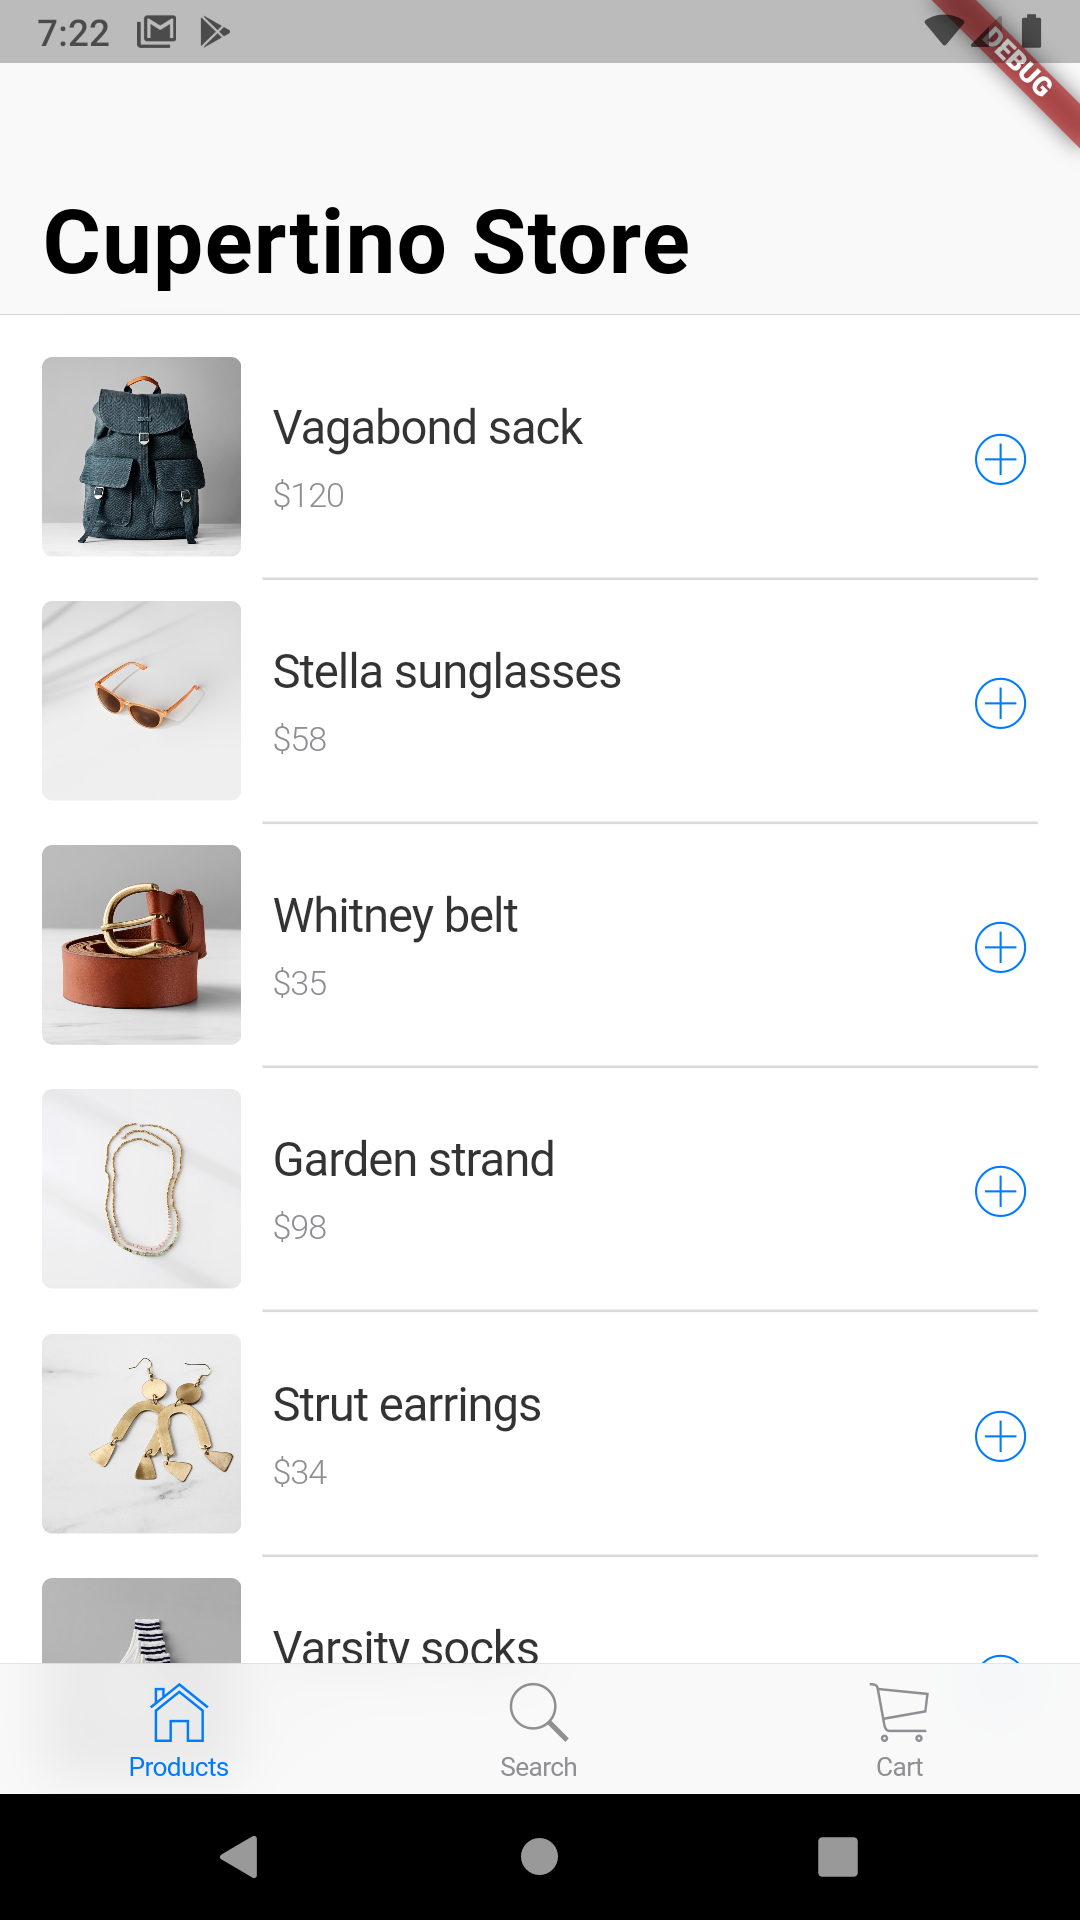 7:22
DEBUG
Cupertino Store
Vagabond sack
$120
Stella sunglasses
$58
Whitney belt
$35
Garden strand
$98
Strut earrings
$34
Varsity socks
Products
Search
Cart